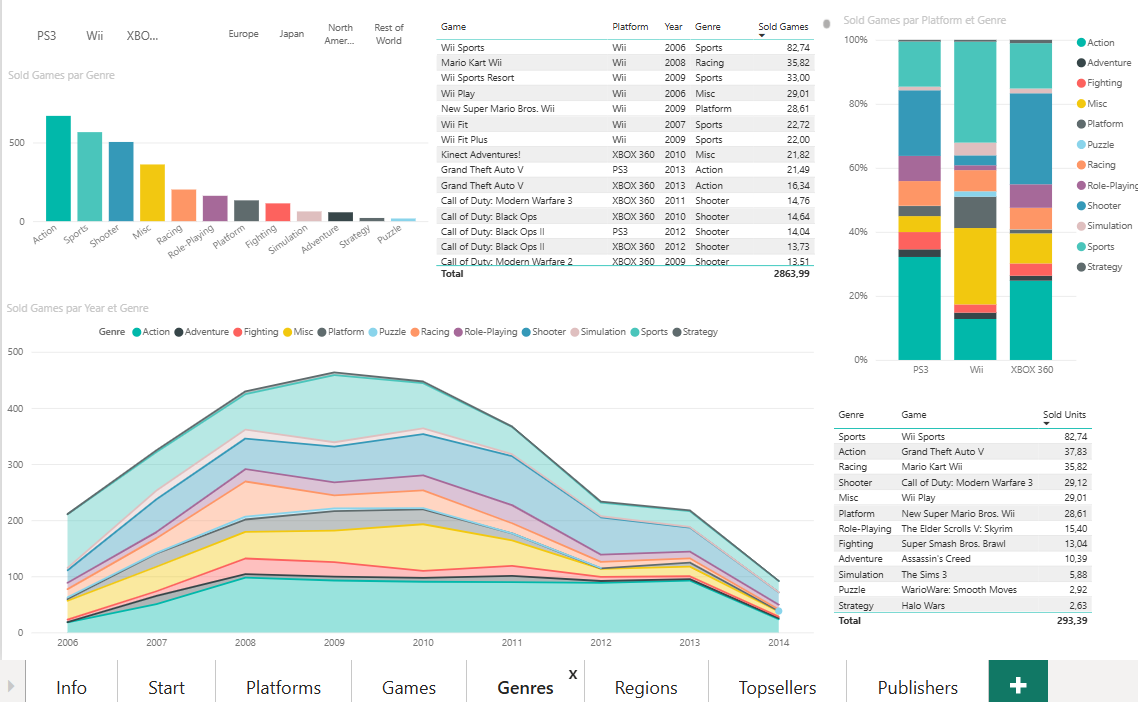 PS3 Wii XBO...
Europe Japan North Amer... Rest of World
Sold Games par Genre
500
0
Action Sports Shooter Misc Racing Role-Playing Platform Fighting Simulation Adventure Strategy Puzzle
Game Platform Year Genre Sold Games
Wii Sports Wii 2006 Sports 82,74
Mario Kart Wii Wii 2008 Racing 35,82
Wii Sports Resort Wii 2009 Sports 33,00
Wii Play Wii 2006 Misc 29,01
New Super Mario Bros. Wii Wii 2009 Platform 28,61
Wii Fit Wii 2007 Sports 22,72
Wii Fit Plus Wii 2009 Sports 22,00
Kinect Adventures! XBOX 360 2010 Misc 21,82
Grand Theft Auto V PS3 2013 Action 21,49
Grand Theft Auto V XBOX 360 2013 Action 16,34
Call of Duty: Modern Warfare 3 XBOX 360 2011 Shooter 14,76
Call of Duty: Black Ops XBOX 360 2010 Shooter 14,64
Call of Duty: Black Ops II PS3 2012 Shooter 14,04
Call of Duty: Black Ops II XBOX 360 2012 Shooter 13,73
Call of Duty: Modern Warfare 2 XBOX 360 2009 Shooter 13,51
Total 2863,99
Sold Games par Platform et Genre
100%
80%
60%
40%
20%
0%
PS3 Wii XBOX 360
Action
Adventure
Fighting
Misc
Platform
Puzzle
Racing
Role-Playing
Shooter
Simulation
Sports
Strategy
Sold Games par Year et Genre
Genre Action Adventure Fighting Misc Platform Puzzle Racing Role-Playing Shooter Simulation Sports Strategy
500
400
300
200
100
0
2006 2007 2008 2009 2010 2011 2012 2013 2014
Genre Game Sold Units
Sports Wii Sports 82,74
Action Grand Theft Auto V 37,83
Racing Mario Kart Wii 35,82
Shooter Call of Duty: Modern Warfare 3 29,12
Misc Wii Play 29,01
Platform New Super Mario Bros. Wii 28,61
Role-Playing The Elder Scrolls V: Skyrim 15,40
Fighting Super Smash Bros. Brawl 13,04
Adventure Assassin's Creed 10,39
Simulation The Sims 3 5,88
Puzzle WarioWare: Smooth Moves 2,92
Strategy Halo Wars 2,63
Total 293,39
Info Start Platforms Games Genres x Regions Topsellers Publishers +